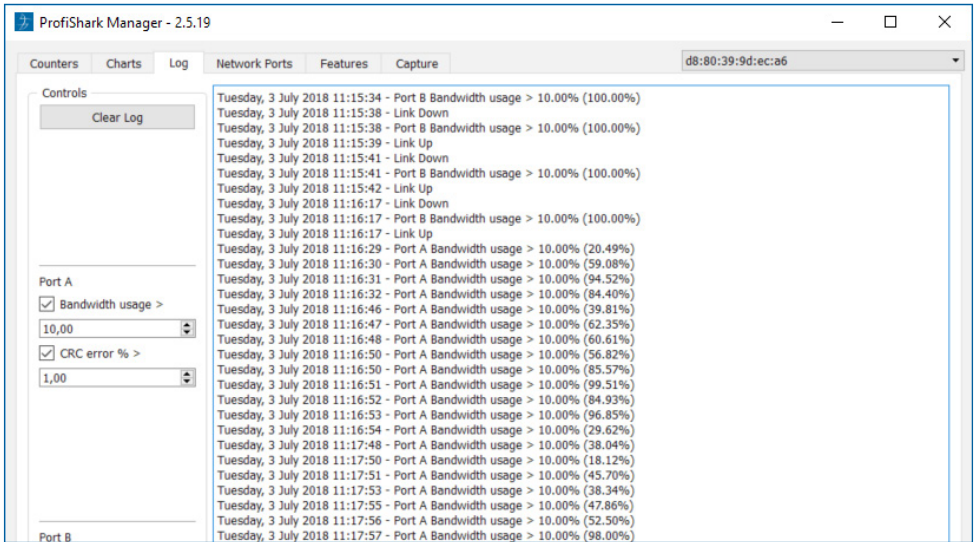 ProfiShark Manager - 2.5.19
Counters Charts Log Network Ports Features Capture d8:80:39:9d:ec:a6
Controls
Clear Log
Port A
Bandwidth usage >
10,00
CRC error % >
1,00
Port B
Tuesday, 3 July 2018 11:15:34 - Port B Bandwidth usage > 10.00% (100.00%)
Tuesday, 3 July 2018 11:15:38 - Link Down
Tuesday, 3 July 2018 11:15:38 - Port B Bandwidth usage > 10.00% (100.00%)
Tuesday, 3 July 2018 11:15:39 - Link Up
Tuesday, 3 July 2018 11:15:41 - Link Down
Tuesday, 3 July 2018 11:15:41 - Port B Bandwidth usage > 10.00% (100.00%)
Tuesday, 3 July 2018 11:15:42 - Link Up
Tuesday, 3 July 2018 11:16:17 - Link Down
Tuesday, 3 July 2018 11:16:17 - Port B Bandwidth usage > 10.00% (100.00%)
Tuesday, 3 July 2018 11:16:17 - Link Up
Tuesday, 3 July 2018 11:16:29 - Port A Bandwidth usage > 10.00% (20.49%)
Tuesday, 3 July 2018 11:16:30 - Port A Bandwidth usage > 10.00% (59.08%)
Tuesday, 3 July 2018 11:16:31 - Port A Bandwidth usage > 10.00% (94.52%)
Tuesday, 3 July 2018 11:16:32 - Port A Bandwidth usage > 10.00% (84.40%)
Tuesday, 3 July 2018 11:16:46 - Port A Bandwidth usage > 10.00% (39.81%)
Tuesday, 3 July 2018 11:16:47 - Port A Bandwidth usage > 10.00% (62.35%)
Tuesday, 3 July 2018 11:16:48 - Port A Bandwidth usage > 10.00% (60.61%)
Tuesday, 3 July 2018 11:16:50 - Port A Bandwidth usage > 10.00% (56.82%)
Tuesday, 3 July 2018 11:16:50 - Port A Bandwidth usage > 10.00% (85.57%)
Tuesday, 3 July 2018 11:16:51 - Port A Bandwidth usage > 10.00% (99.51%)
Tuesday, 3 July 2018 11:16:52 - Port A Bandwidth usage > 10.00% (84.93%)
Tuesday, 3 July 2018 11:16:53 - Port A Bandwidth usage > 10.00% (96.85%)
Tuesday, 3 July 2018 11:16:54 - Port A Bandwidth usage > 10.00% (29.62%)
Tuesday, 3 July 2018 11:17:48 - Port A Bandwidth usage > 10.00% (38.04%)
Tuesday, 3 July 2018 11:17:50 - Port A Bandwidth usage > 10.00% (18.12%)
Tuesday, 3 July 2018 11:17:51 - Port A Bandwidth usage > 10.00% (45.70%)
Tuesday, 3 July 2018 11:17:53 - Port A Bandwidth usage > 10.00% (38.34%)
Tuesday, 3 July 2018 11:17:55 - Port A Bandwidth usage > 10.00% (47.86%)
Tuesday, 3 July 2018 11:17:56 - Port A Bandwidth usage > 10.00% (52.50%)
Tuesday, 3 July 2018 11:17:57 - Port A Bandwidth usage > 10.00% (98.00%)